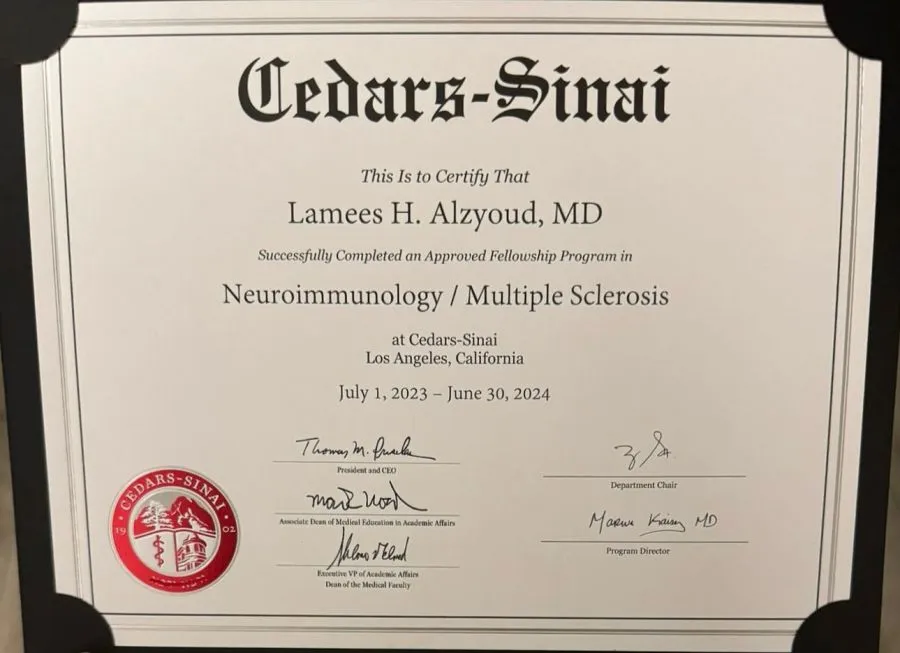 Cedars-Sinai
This Is to Certify That
Lamees H. Alzyoud, MD
Successfully Completed an Approved Fellowship Program in
Neuroimmunology / Multiple Sclerosis
at Cedars-Sinai
Los Angeles, California
July 1, 2023 – June 30, 2024
Thomas M.
President and CEO
Associate Dean of Medical Education in Academic Affairs
Executive VP of Academic Affairs
Dean of the Medical Faculty
Department Chair
MD
Program Director
CEDARS-SINAI
1902